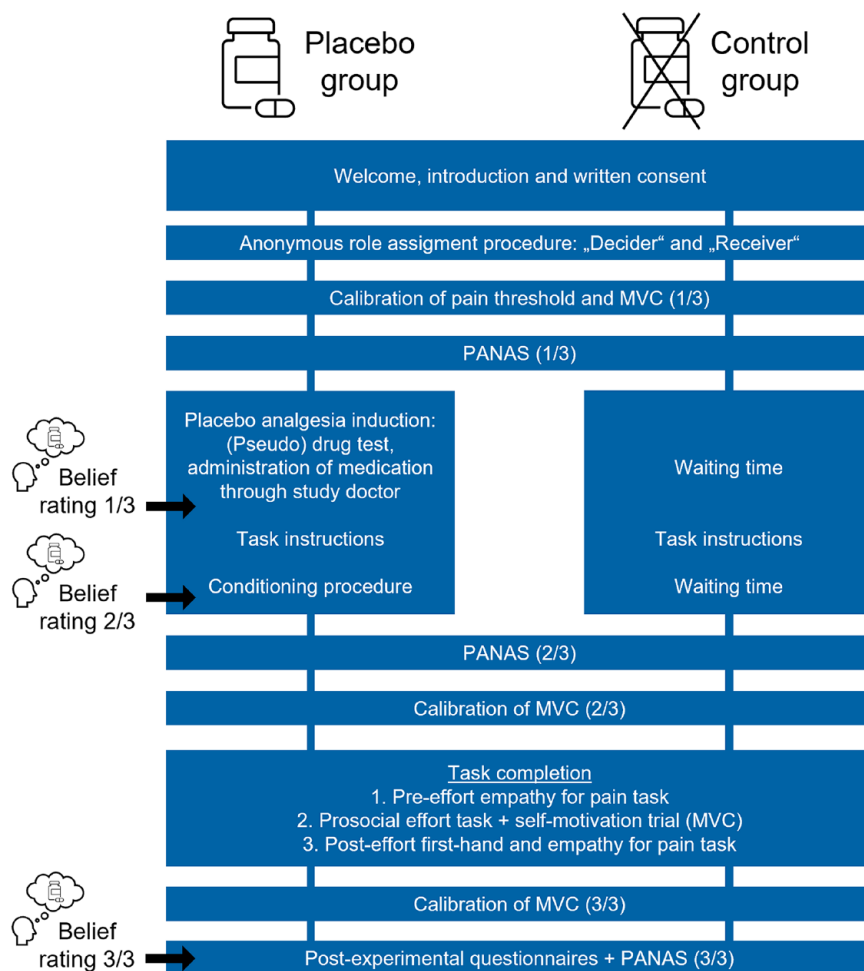 Placebo
group
Control
group
Welcome, introduction and written consent
Anonymous role assigment procedure: „Decider“ and „Receiver“
Calibration of pain threshold and MVC (1/3)
PANAS (1/3)
Placebo analgesia induction:
(Pseudo) drug test,
administration of medication
through study doctor
Waiting time
Belief
rating 1/3
Task instructions
Task instructions
Belief
rating 2/3
Conditioning procedure
Waiting time
PANAS (2/3)
Calibration of MVC (2/3)
Task completion
1. Pre-effort empathy for pain task
2. Prosocial effort task + self-motivation trial (MVC)
3. Post-effort first-hand and empathy for pain task
Calibration of MVC (3/3)
Belief
rating 3/3
Post-experimental questionnaires + PANAS (3/3)